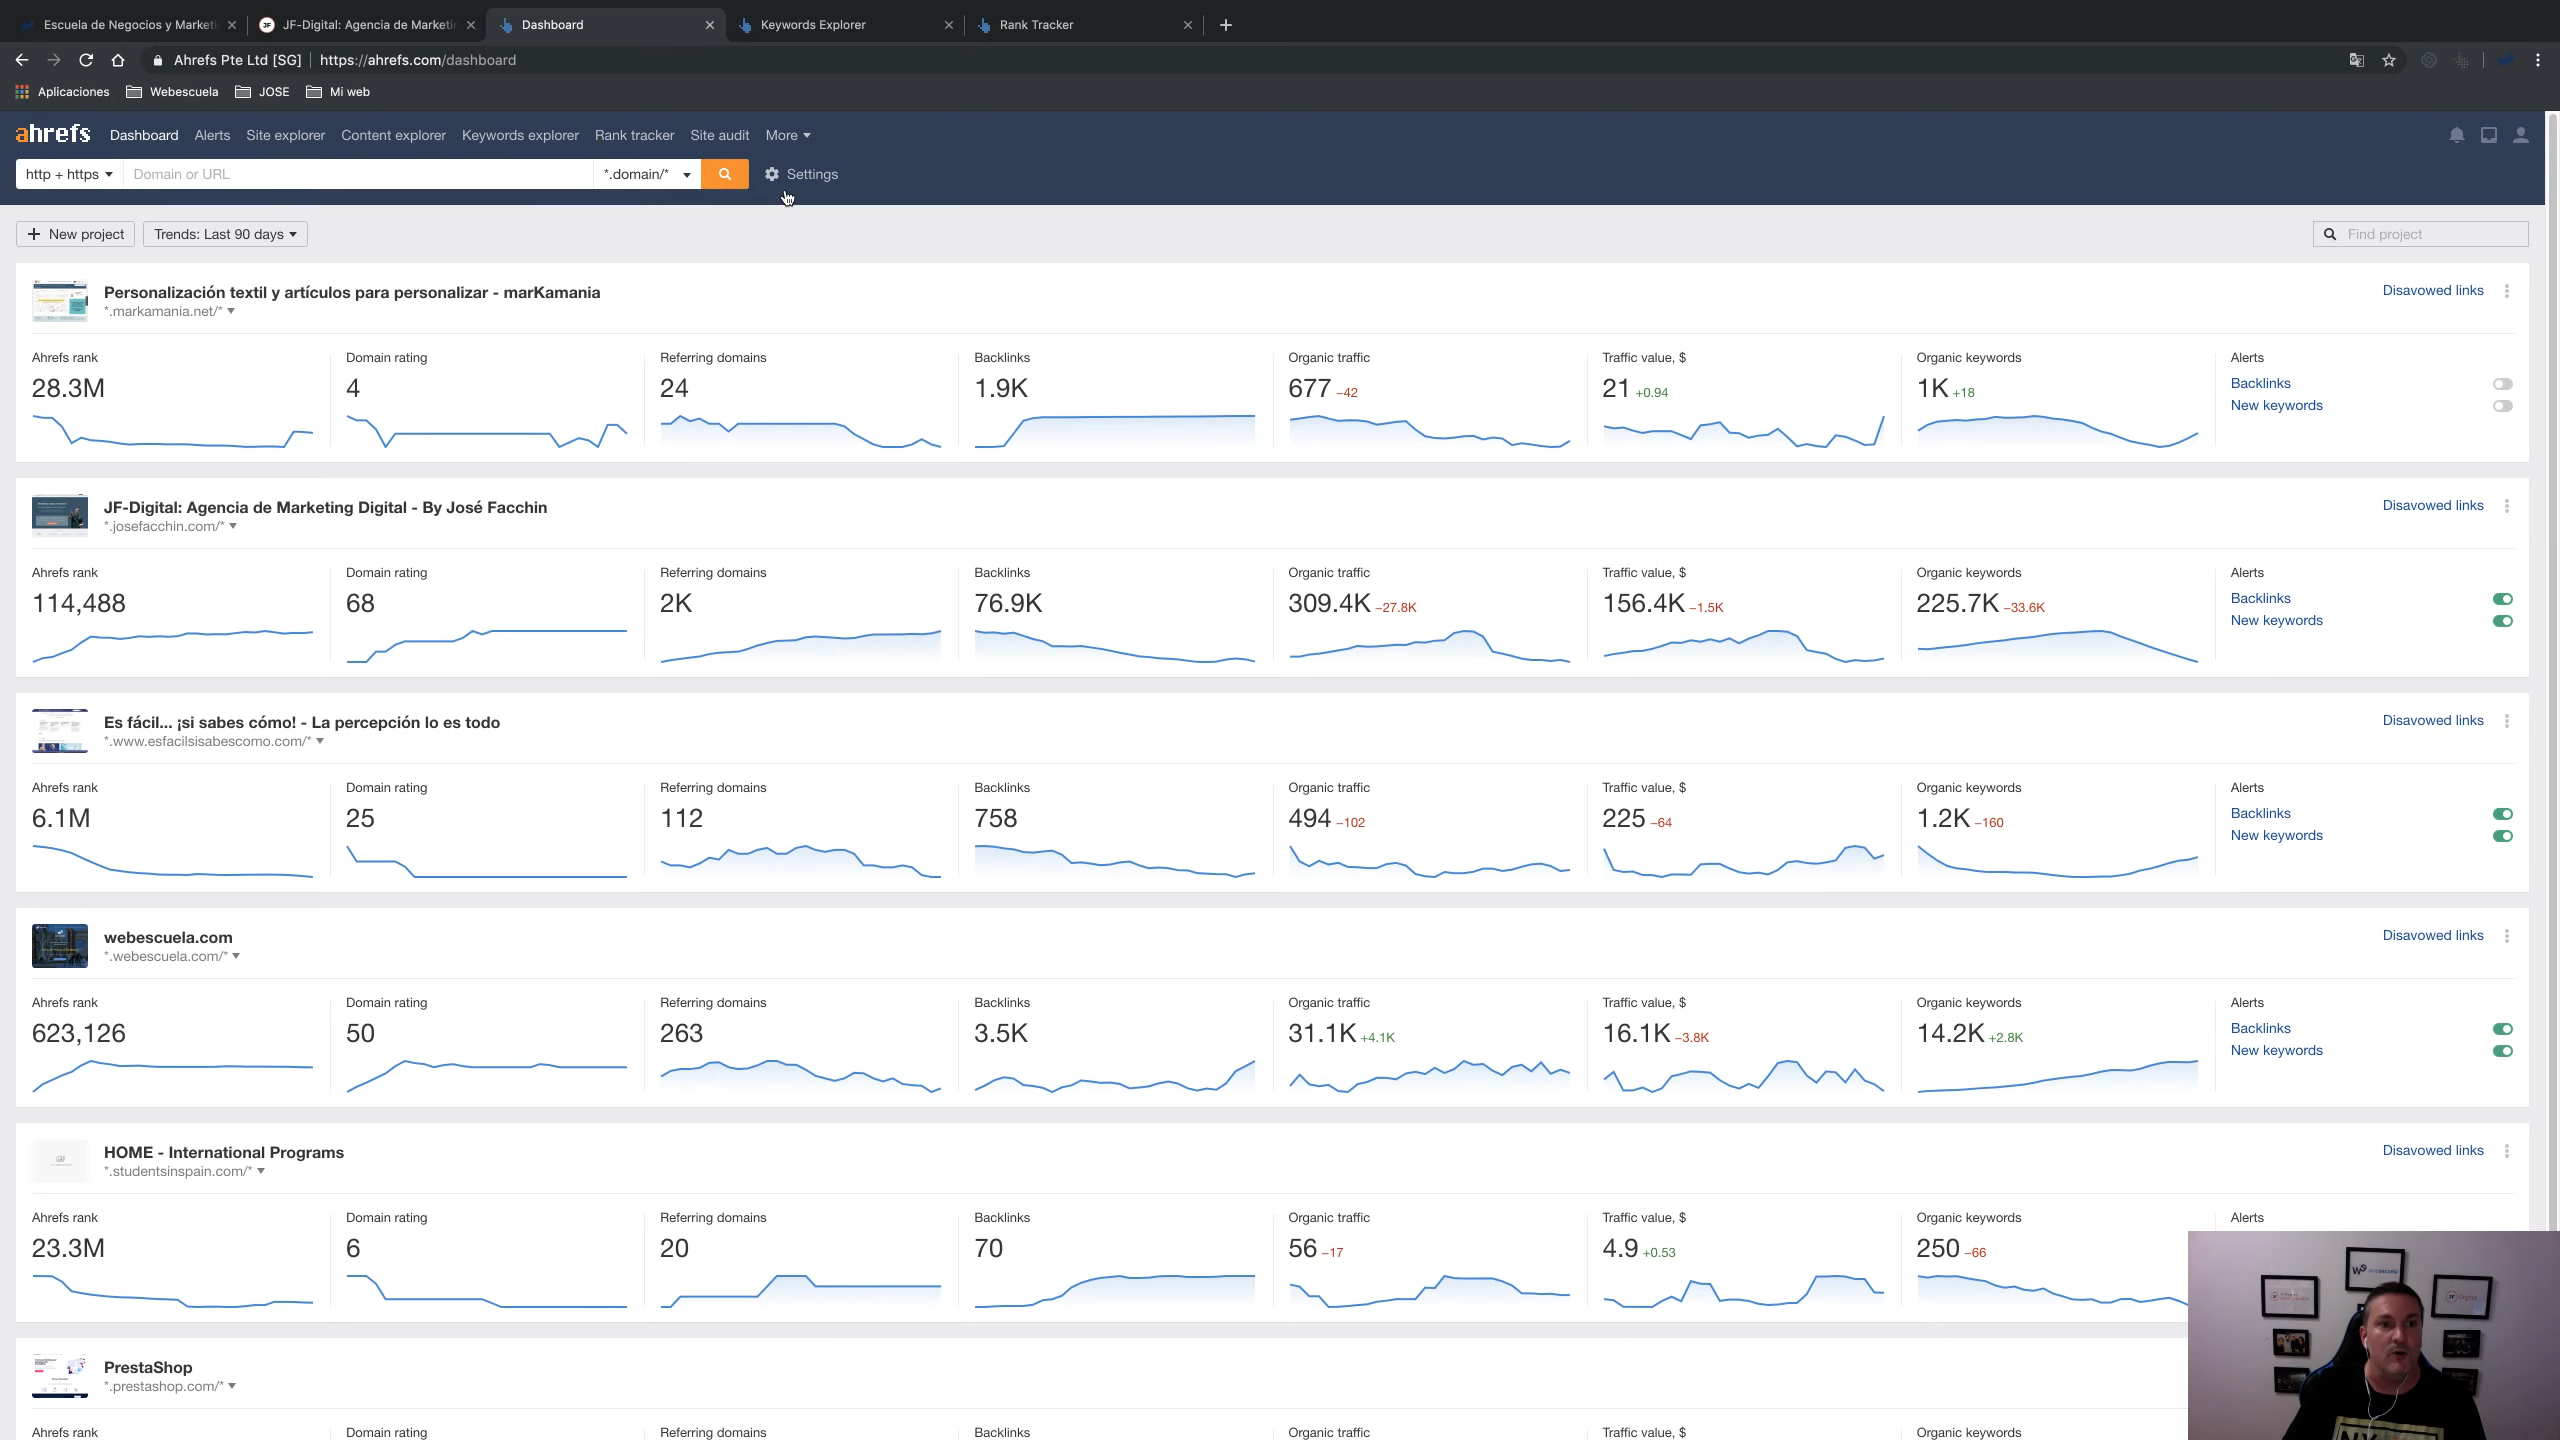 Escuela de Negocios y Marketi
JF-Digital: Agencia de Marketin
Dashboard
Keywords Explorer
Rank Tracker
Ahrefs Pte Ltd [SG] | https://ahrefs.com/dashboard
Aplicaciones Webescuela JOSE Mi web
ahrefs Dashboard Alerts Site explorer Content explorer Keywords explorer Rank tracker Site audit More
http + https Domain or URL *.domain/* Settings
+ New project Trends: Last 90 days Find project
Personalización textil y artículos para personalizar - marKamania Disavowed links
*.markamania.net/*
Ahrefs rank Domain rating Referring domains Backlinks Organic traffic Traffic value, $ Organic keywords Alerts
28.3M 4 24 1.9K 677 −42 21 +0.94 1K +18 Backlinks
New keywords
JF-Digital: Agencia de Marketing Digital - By José Facchin Disavowed links
*.josefacchin.com/*
Ahrefs rank Domain rating Referring domains Backlinks Organic traffic Traffic value, $ Organic keywords Alerts
114,488 68 2K 76.9K 309.4K −27.8K 156.4K −1.5K 225.7K −33.6K Backlinks
New keywords
Es fácil... ¡si sabes cómo! - La percepción lo es todo Disavowed links
*.www.esfacilsisabescomo.com/*
Ahrefs rank Domain rating Referring domains Backlinks Organic traffic Traffic value, $ Organic keywords Alerts
6.1M 25 112 758 494 −102 225 −64 1.2K −160 Backlinks
New keywords
webescuela.com Disavowed links
*.webescuela.com/*
Ahrefs rank Domain rating Referring domains Backlinks Organic traffic Traffic value, $ Organic keywords Alerts
623,126 50 263 3.5K 31.1K +4.1K 16.1K −3.8K 14.2K +2.8K Backlinks
New keywords
HOME - International Programs Disavowed links
*.studentsinspain.com/*
Ahrefs rank Domain rating Referring domains Backlinks Organic traffic Traffic value, $ Organic keywords Alerts
23.3M 6 20 70 56 −17 4.9 +0.53 250 −66
PrestaShop
*.prestashop.com/*
Ahrefs rank Domain rating Referring domains Backlinks Organic traffic Traffic value, $ Organic keywords